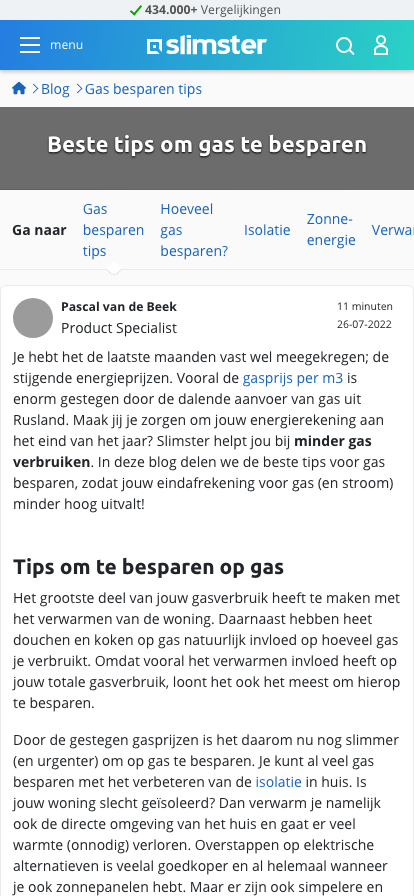 434.000+ Vergelijkingen
menu
slimster
Blog
Gas besparen tips
Beste tips om gas te besparen
Ga naar
Gas
besparen
tips
Hoeveel
gas
besparen?
Isolatie
Zonne-
energie
Verwar
Pascal van de Beek
Product Specialist
11 minuten
26-07-2022
Je hebt het de laatste maanden vast wel meegekregen; de
stijgende energieprijzen. Vooral de gasprijs per m3 is
enorm gestegen door de dalende aanvoer van gas uit
Rusland. Maak jij je zorgen om jouw energierekening aan
het eind van het jaar? Slimster helpt jou bij minder gas
verbruiken. In deze blog delen we de beste tips voor gas
besparen, zodat jouw eindafrekening voor gas (en stroom)
minder hoog uitvalt!
Tips om te besparen op gas
Het grootste deel van jouw gasverbruik heeft te maken met
het verwarmen van de woning. Daarnaast hebben heet
douchen en koken op gas natuurlijk invloed op hoeveel gas
je verbruikt. Omdat vooral het verwarmen invloed heeft op
jouw totale gasverbruik, loont het ook het meest om hierop
te besparen.
Door de gestegen gasprijzen is het daarom nu nog slimmer
(en urgenter) om op gas te besparen. Je kunt al veel gas
besparen met het verbeteren van de isolatie in huis. Is
jouw woning slecht geïsoleerd? Dan verwarm je namelijk
ook de directe omgeving van het huis en gaat er veel
warmte (onnodig) verloren. Overstappen op elektrische
alternatieven is veelal goedkoper en al helemaal wanneer
je ook zonnepanelen hebt. Maar er zijn ook simpelere en